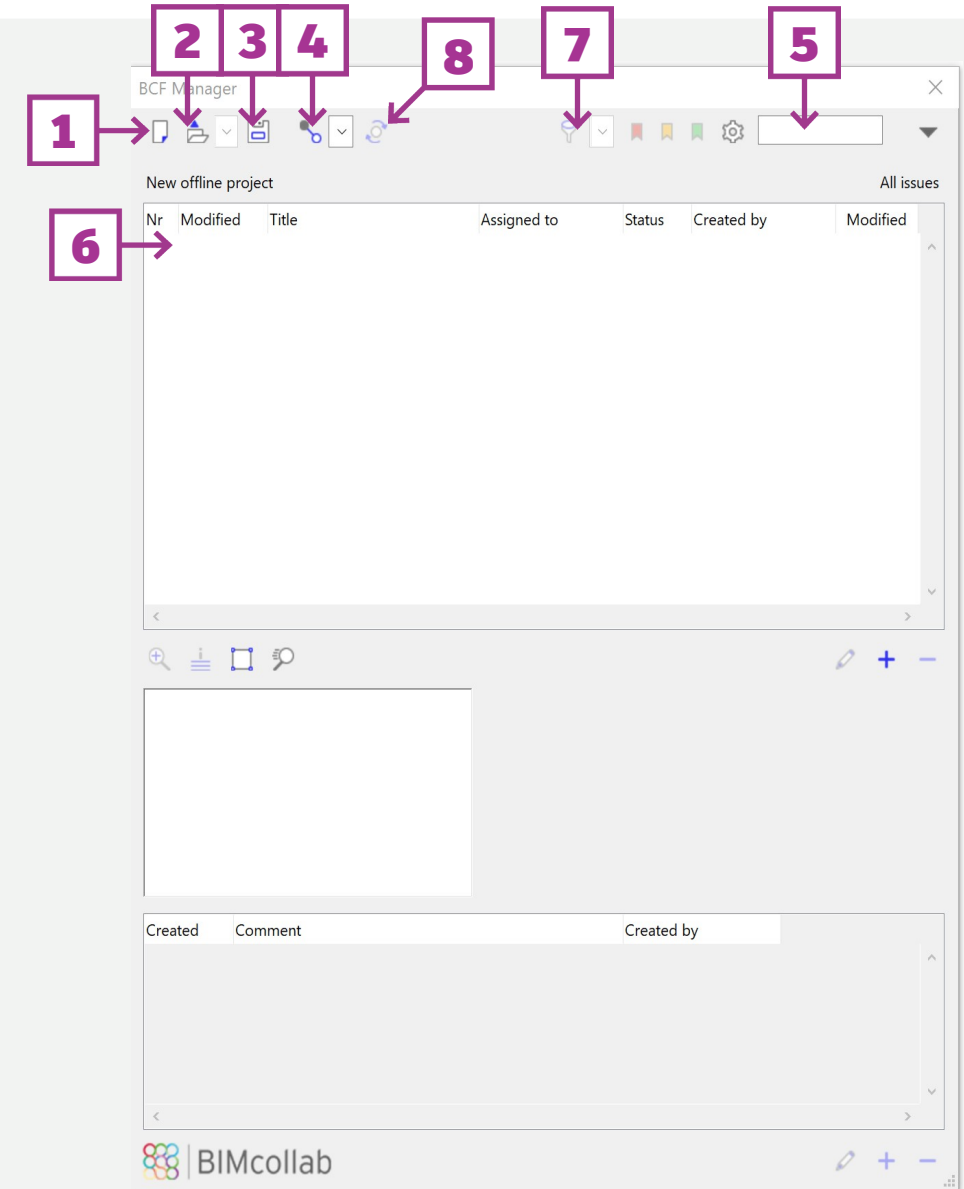 2 3 4 8 7 5
BCF Manager
1
New offline project All issues
Nr Modified Title Assigned to Status Created by Modified
6
Created Comment Created by
BIMcollab